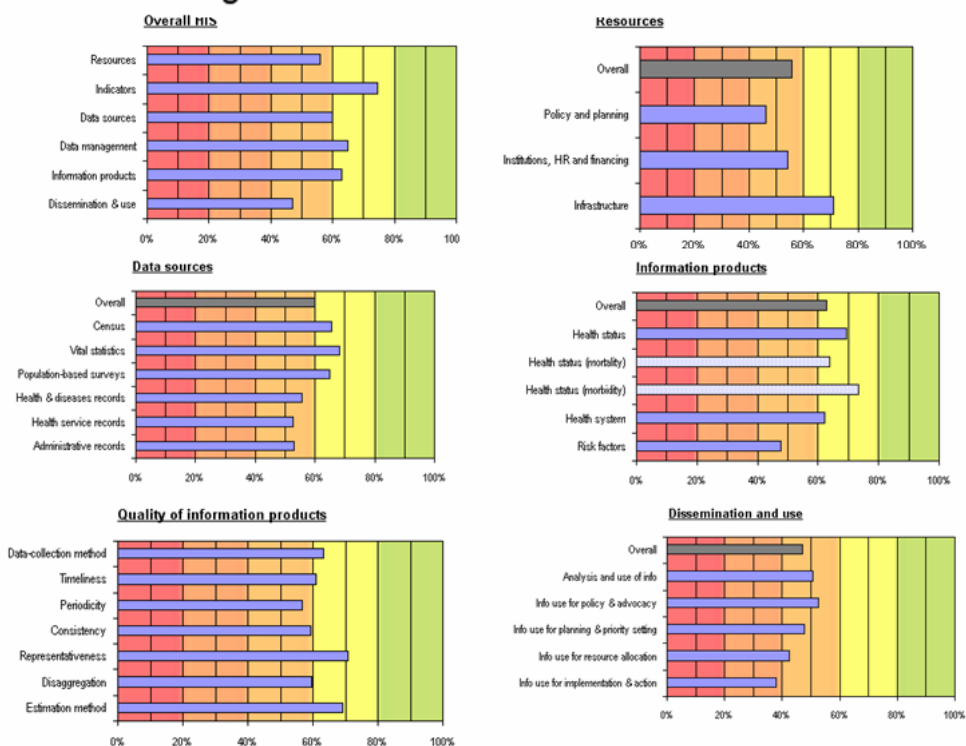 Overall HIS
Resources
Indicators
Data sources
Data management
Information products
Dissemination & use
0% 20% 40% 60% 80% 100
Resources
Overall
Policy and planning
Institutions, HR and financing
Infrastructure
0% 20% 40% 60% 80% 100%
Data sources
Overall
Census
Vital statistics
Population-based surveys
Health & diseases records
Health service records
Administrative records
0% 20% 40% 60% 80% 100%
Information products
Overall
Health status
Health status (mortality)
Health status (morbidity)
Health system
Risk factors
0% 20% 40% 60% 80% 100%
Quality of information products
Data-collection method
Timeliness
Periodicity
Consistency
Representativeness
Disaggregation
Estimation method
0% 20% 40% 60% 80% 100%
Dissemination and use
Overall
Analysis and use of info
Info use for policy & advocacy
Info use for planning & priority setting
Info use for resource allocation
Info use for implementation & action
0% 20% 40% 60% 80% 100%